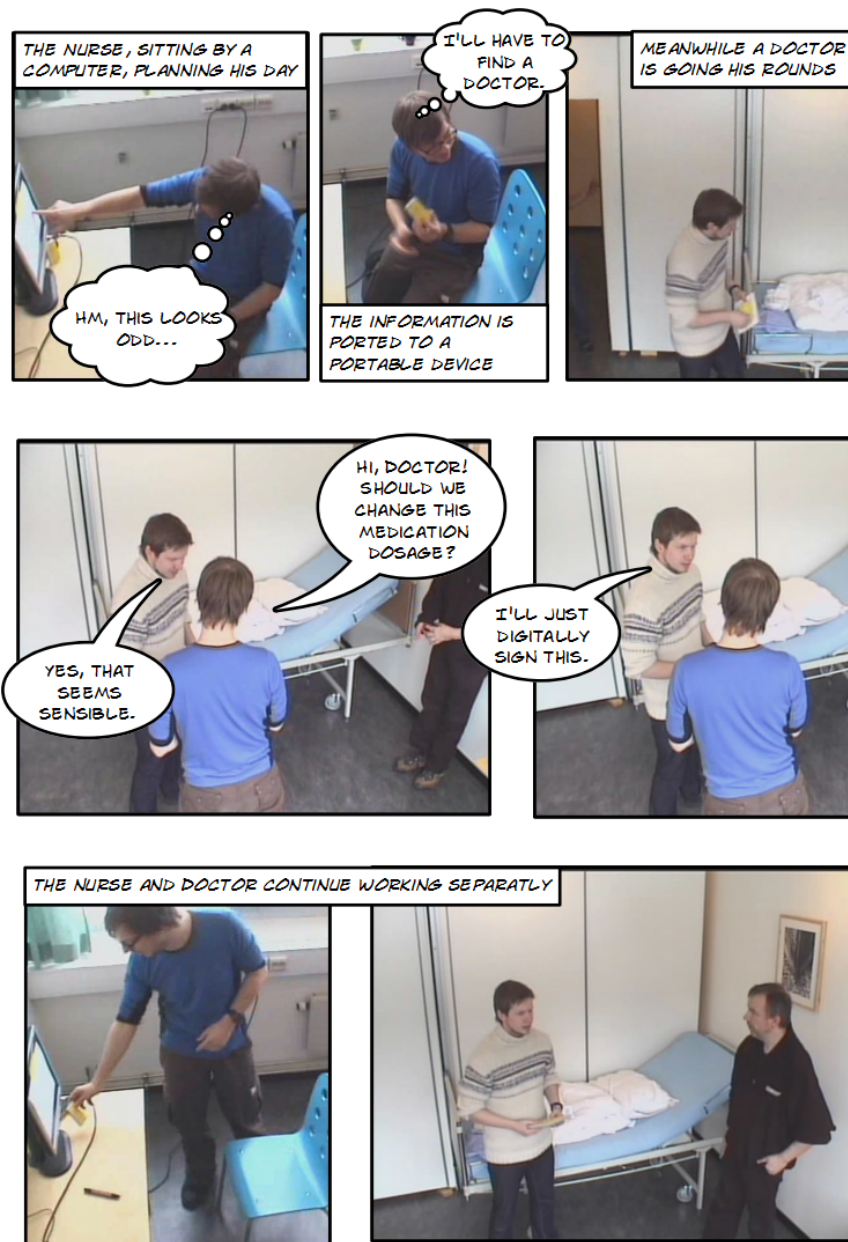 THE NURSE, SITTING BY A
COMPUTER, PLANNING HIS DAY
HM, THIS LOOKS
ODD...
I'LL HAVE TO
FIND A
DOCTOR.
THE INFORMATION IS
PORTED TO A
PORTABLE DEVICE
MEANWHILE A DOCTOR
IS GOING HIS ROUNDS
HI, DOCTOR!
SHOULD WE
CHANGE THIS
MEDICATION
DOSAGE?
YES, THAT
SEEMS
SENSIBLE.
I'LL JUST
DIGITALLY
SIGN THIS.
THE NURSE AND DOCTOR CONTINUE WORKING SEPARATLY